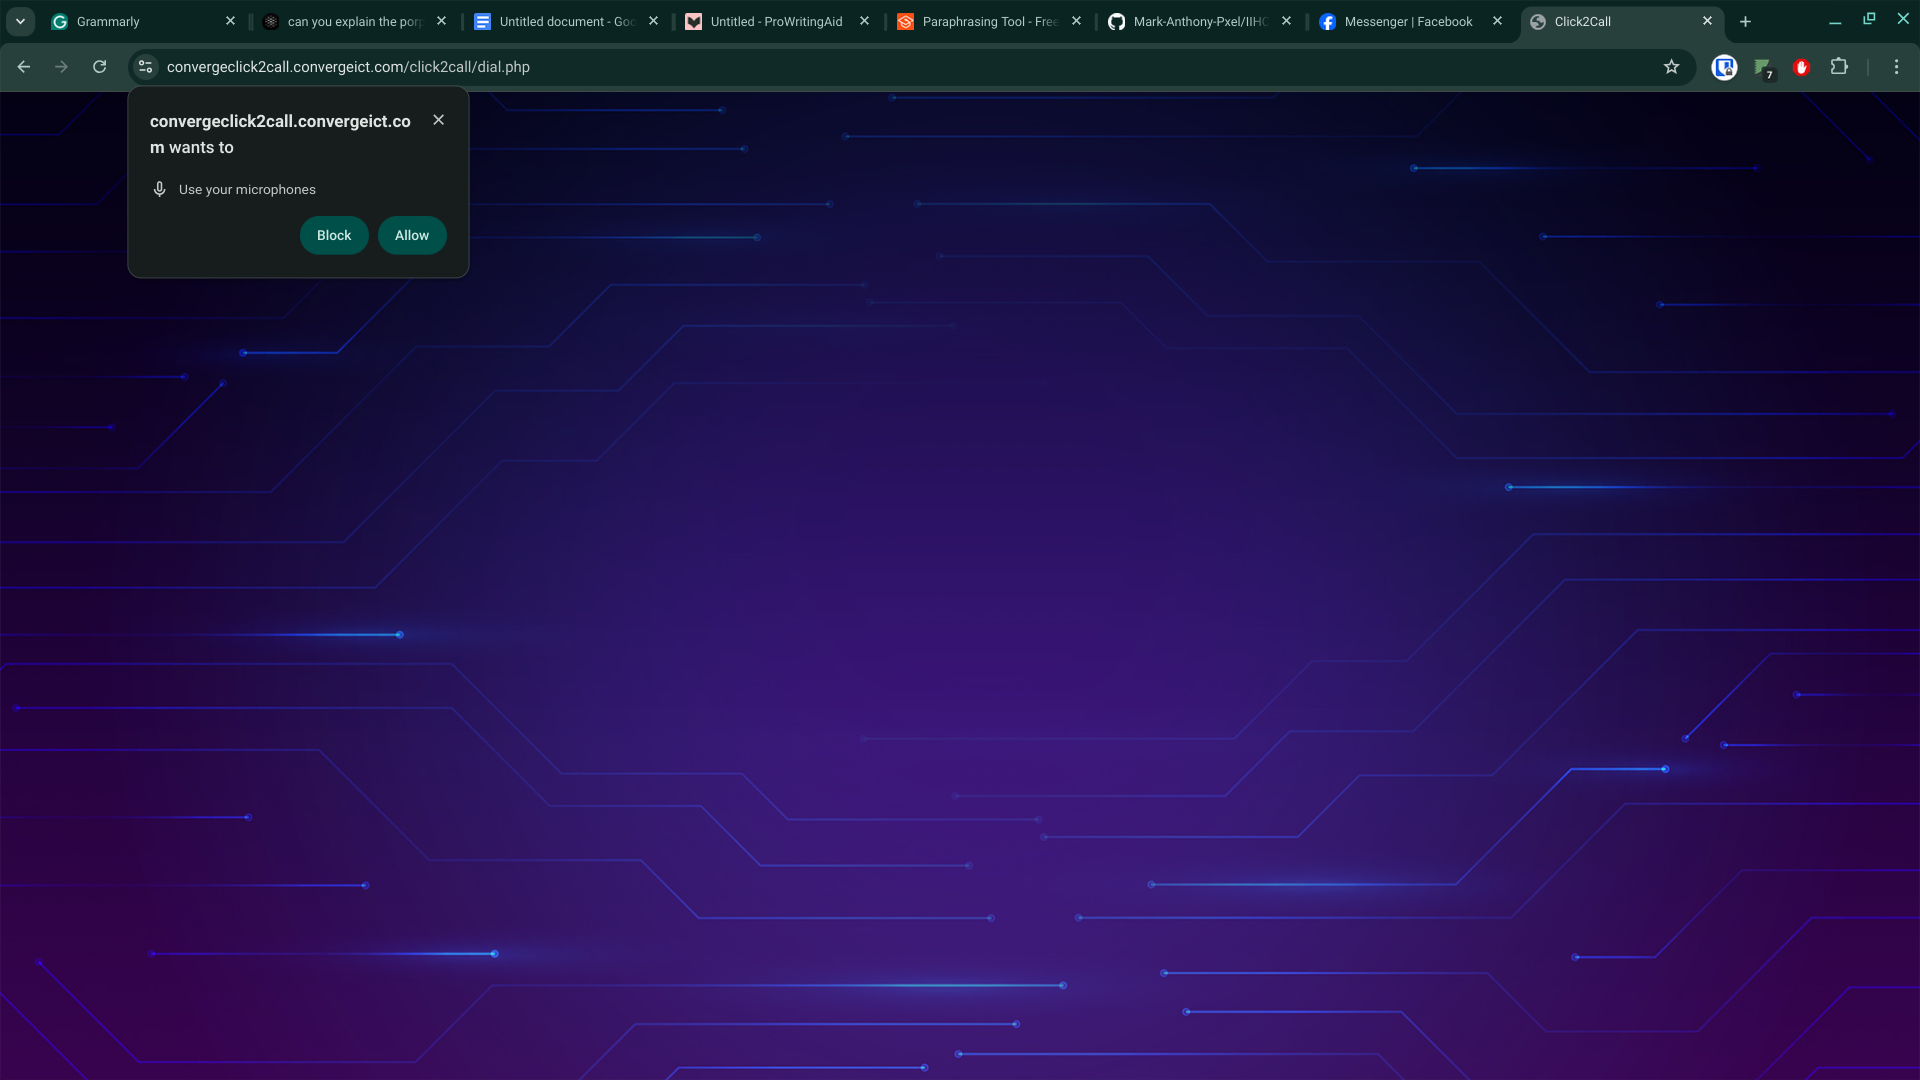 Grammarly
can you explain the porp
Untitled document - Goo
Untitled - ProWritingAid
Paraphrasing Tool - Free
Mark-Anthony-Pxel/IIHC
Messenger | Facebook
Click2Call
convergeclick2call.convergeict.com/click2call/dial.php
7
convergeclick2call.convergeict.co
m wants to
Use your microphones
Block
Allow